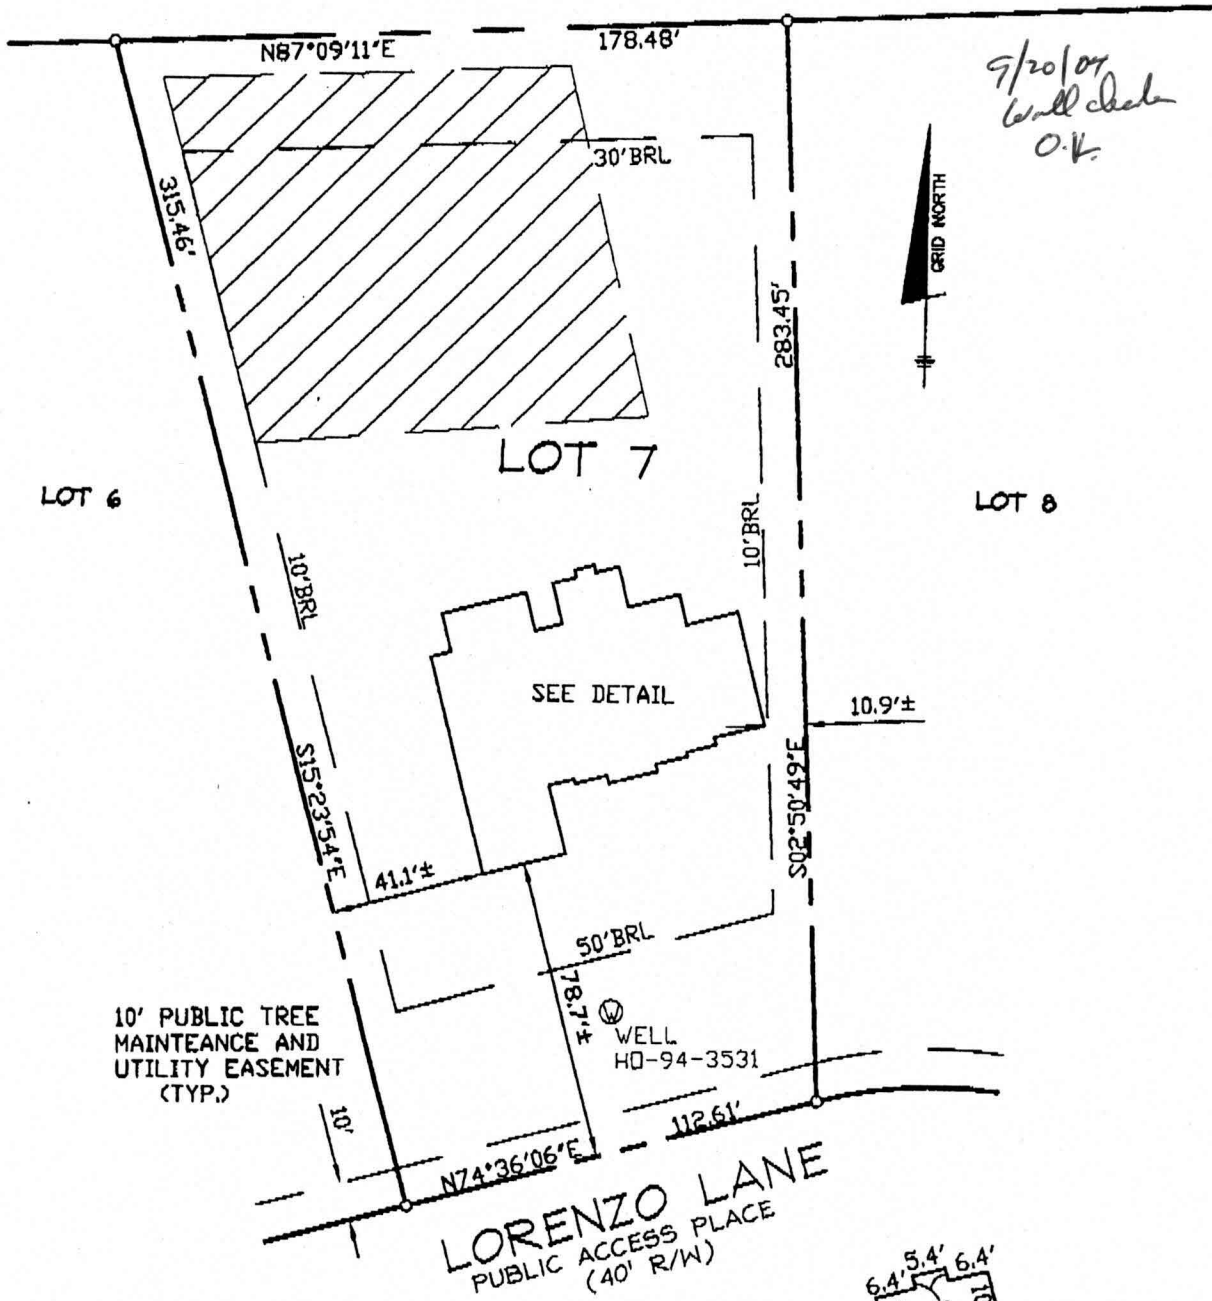 N87°09'11"E
178.48'
9/20/04
Wall check
O.K.
30'BRL
315.46'
GRID NORTH
283.45'
LOT 7
LOT 6
LOT 8
10'BRL
10'BRL
SEE DETAIL
10.9'±
S15°23'54"E
S02°50'49"E
41.1'±
50'BRL
78.7'±
W
WELL
HO-94-3531
10' PUBLIC TREE
MAINTEANCE AND
UTILITY EASEMENT
(TYP.)
10'
112.61'
N74°36'06"E
LORENZO LANE
PUBLIC ACCESS PLACE
(40' R/W)
6.4' 5.4' 6.4'